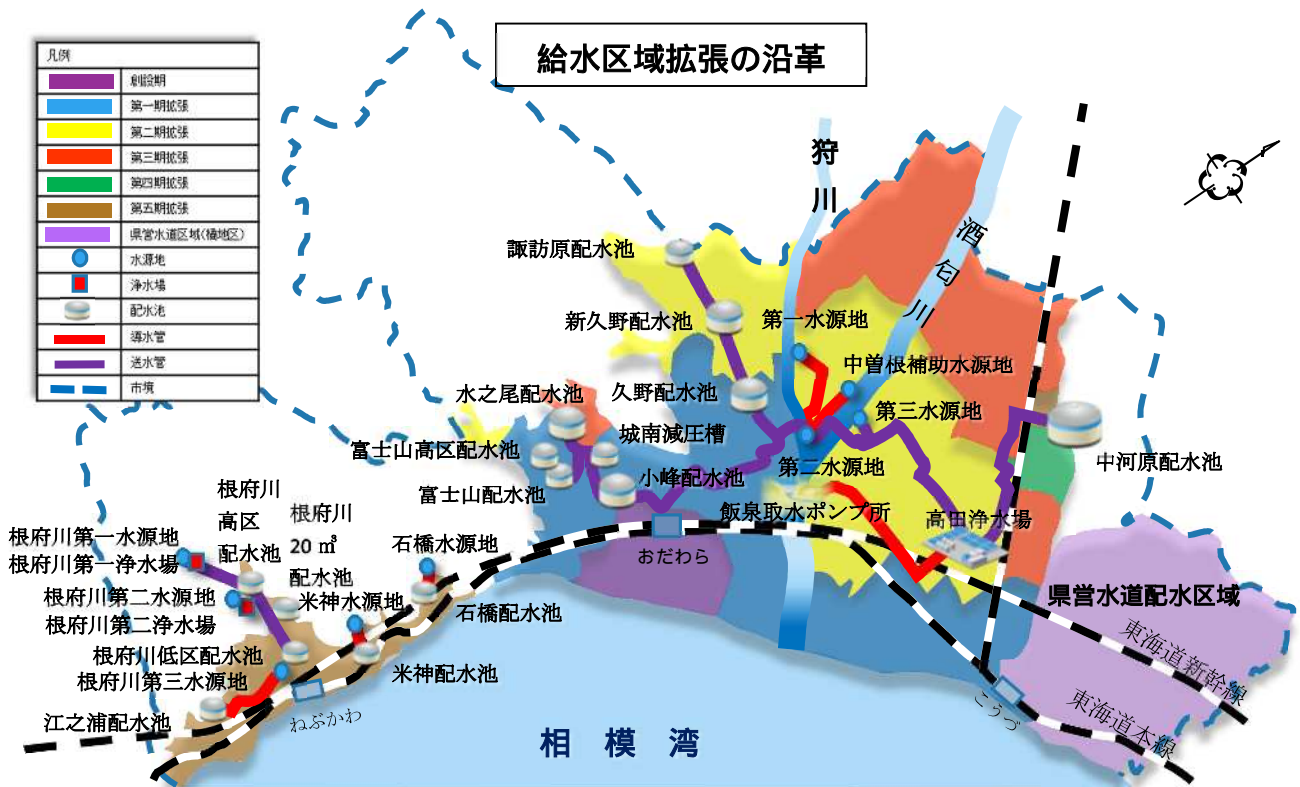 給水区域拡張の沿革
凡例
創設期
第一期拡張
第二期拡張
第三期拡張
第四期拡張
第五期拡張
県営水道区域(橘地区)
水源地
浄水場
配水池
導水管
送水管
市境
狩川
酒匂川
諏訪原配水池
新久野配水池
第一水源地
中曽根補助水源地
水之尾配水池
久野配水池
第三水源地
城南減圧槽
富士山高区配水池
小峰配水池
第二水源地
中河原配水池
富士山配水池
飯泉取水ポンプ所
高田浄水場
根府川
高区
配水池
根府川
20㎥
配水池
根府川第一水源地
根府川第一浄水場
石橋水源地
おだわら
根府川第二水源地
根府川第二浄水場
米神水源地
石橋配水池
県営水道配水区域
根府川低区配水池
根府川第三水源地
米神配水池
江之浦配水池
ねぶかわ
こうづ
東海道新幹線
東海道本線
相模湾